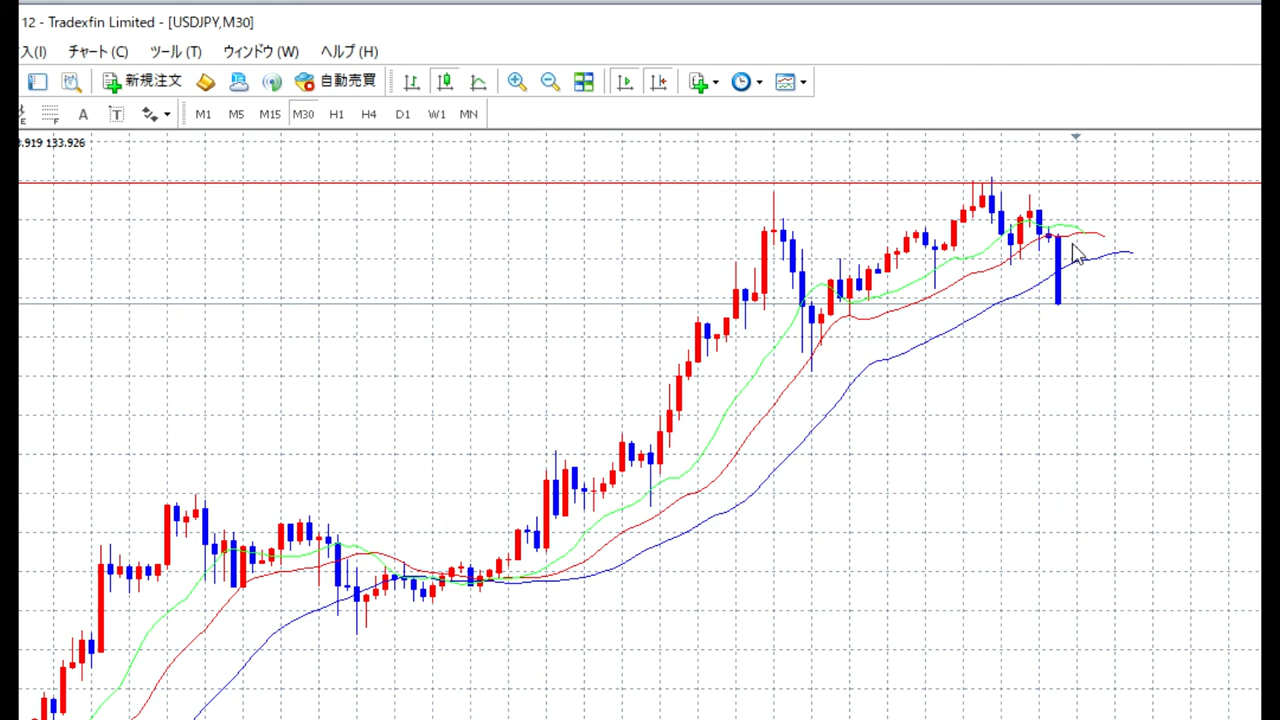 12 - Tradexfin Limited - [USDJPY,M30]
入(I) チャート (C) ツール (T) ウィンドウ (W) ヘルプ (H)
新規注文 自動売買
E F A T M1 M5 M15 M30 H1 H4 D1 W1 MN
.919 133.926